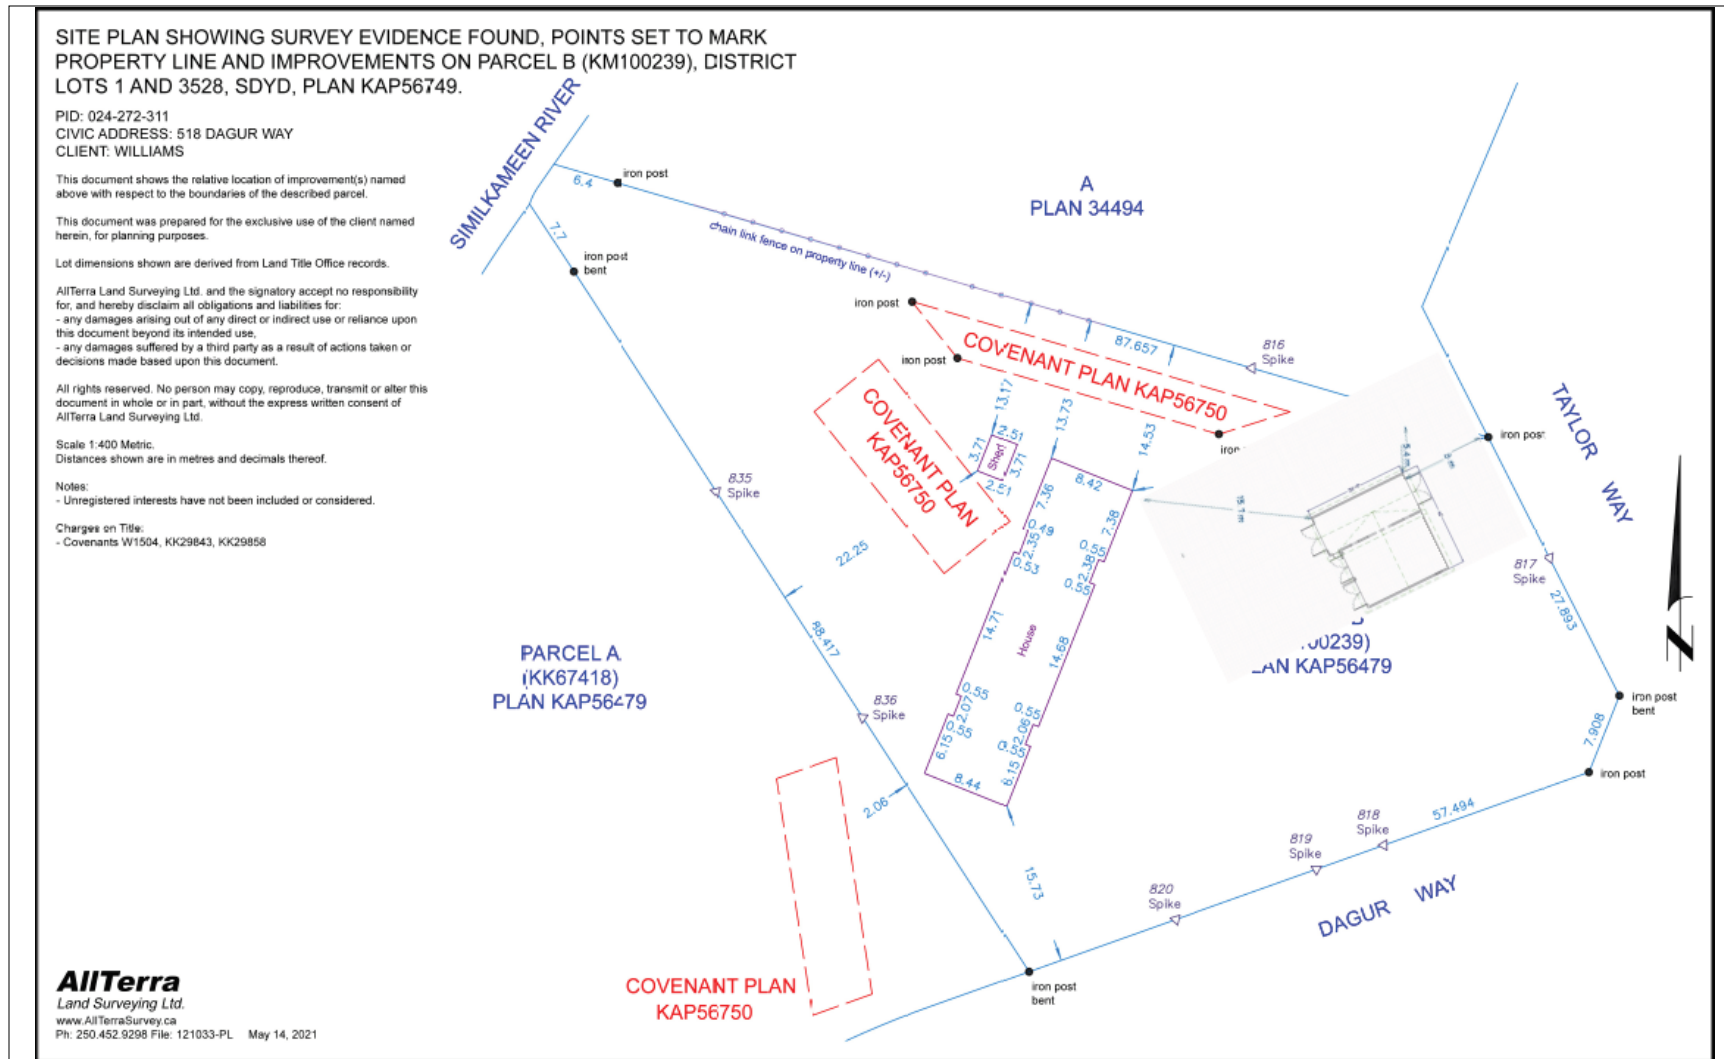 SITE PLAN SHOWING SURVEY EVIDENCE FOUND, POINTS SET TO MARK
PROPERTY LINE AND IMPROVEMENTS ON PARCEL B (KM100239), DISTRICT
LOTS 1 AND 3528, SDYD, PLAN KAP56749.
PID: 024-272-311
CIVIC ADDRESS: 518 DAGUR WAY
CLIENT: WILLIAMS
This document shows the relative location of improvement(s) named
above with respect to the boundaries of the described parcel.
This document was prepared for the exclusive use of the client named
herein, for planning purposes.
Lot dimensions shown are derived from Land Title Office records.
AllTerra Land Surveying Ltd. and the signatory accept no responsibility
for, and hereby disclaim all obligations and liabilities for:
- any damages arising out of any direct or indirect use or reliance upon
this document beyond its intended use,
- any damages suffered by a third party as a result of actions taken or
decisions made based upon this document.
All rights reserved. No person may copy, reproduce, transmit or alter this
document in whole or in part, without the express written consent of
AllTerra Land Surveying Ltd.
Scale 1:400 Metric.
Distances shown are in metres and decimals thereof.
Notes:
- Unregistered interests have not been included or considered.
Charges on Title:
- Covenants W1504, KK29843, KK29858
SIMILKAMEEN RIVER
6.4
iron post
7.7
iron post
bent
chain link fence on property line (+/-)
A
PLAN 34494
iron post
iron post
87.657
816
Spike
COVENANT PLAN KAP56750
COVENANT PLAN
KAP56750
13.17
13.73
14.53
2.51
3.71
Shed
3.71
2.51
8.42
7.36
7.38
0.49
2.35
0.53
0.55
2.38
0.55
14.71
House
14.68
0.55
2.07
0.55
6.15
0.55
2.06
0.55
6.15
8.44
835
Spike
22.25
88.417
836
Spike
2.06
15.73
PARCEL A
(KK67418)
PLAN KAP56479
COVENANT PLAN
KAP56750
iron post
bent
820
Spike
819
Spike
818
Spike
57.494
DAGUR WAY
iron post
7.908
iron post
bent
27.893
817
Spike
TAYLOR WAY
iron post
5.4 m
15.1 m
00239)
LAN KAP56479
N
AllTerra
Land Surveying Ltd.
www.AllTerraSurvey.ca
Ph: 250.452.9298 File: 121033-PL May 14, 2021